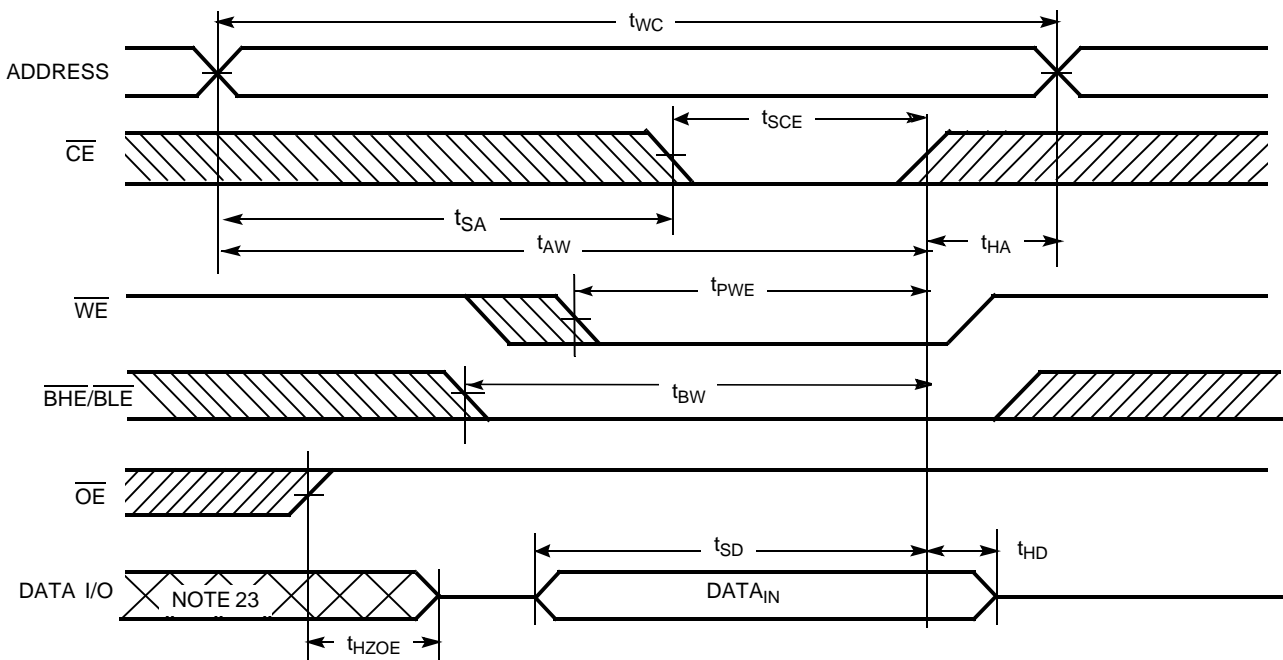 tWC
ADDRESS
tSCE
CE
tSA
tAW
tHA
tPWE
WE
tBW
BHE/BLE
OE
tSD
tHD
DATA I/O
NOTE 23
DATAIN
tHZOE